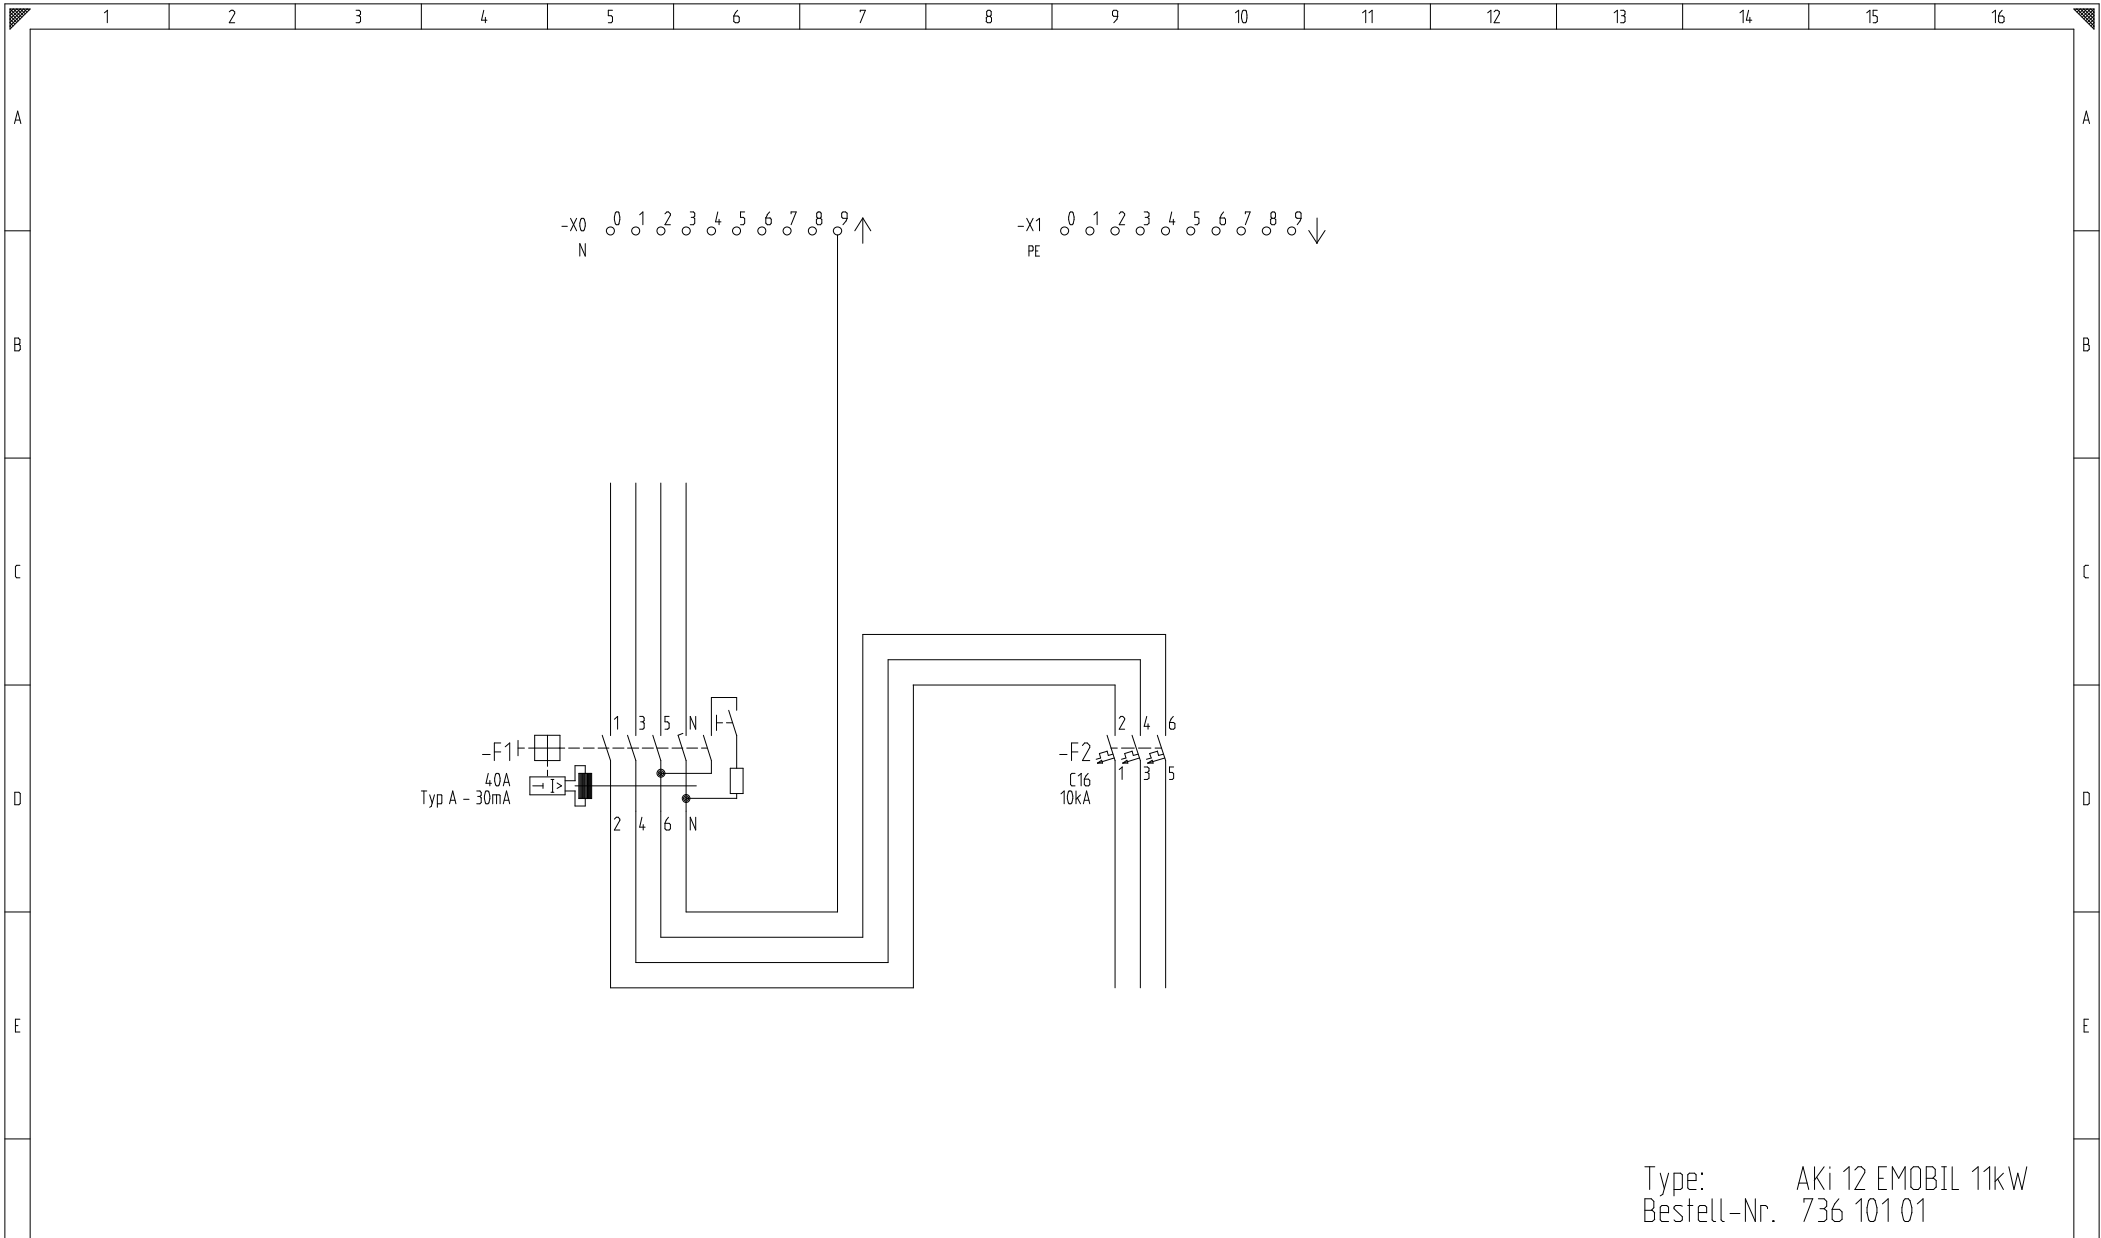 1 2 3 4 5 6 7 8 9 10 11 12 13 14 15 16
A A
-X0 0 1 2 3 4 5 6 7 8 9
N
-X1 0 1 2 3 4 5 6 7 8 9
PE
B B
C C
1 3 5 N
-F1
40A
I>
Typ A - 30mA
2 4 6 N
2 4 6
-F2
C16
10kA
1 3 5
D D
E E
Type: AKi 12 EMOBIL 11kW
Bestell-Nr. 736 101 01